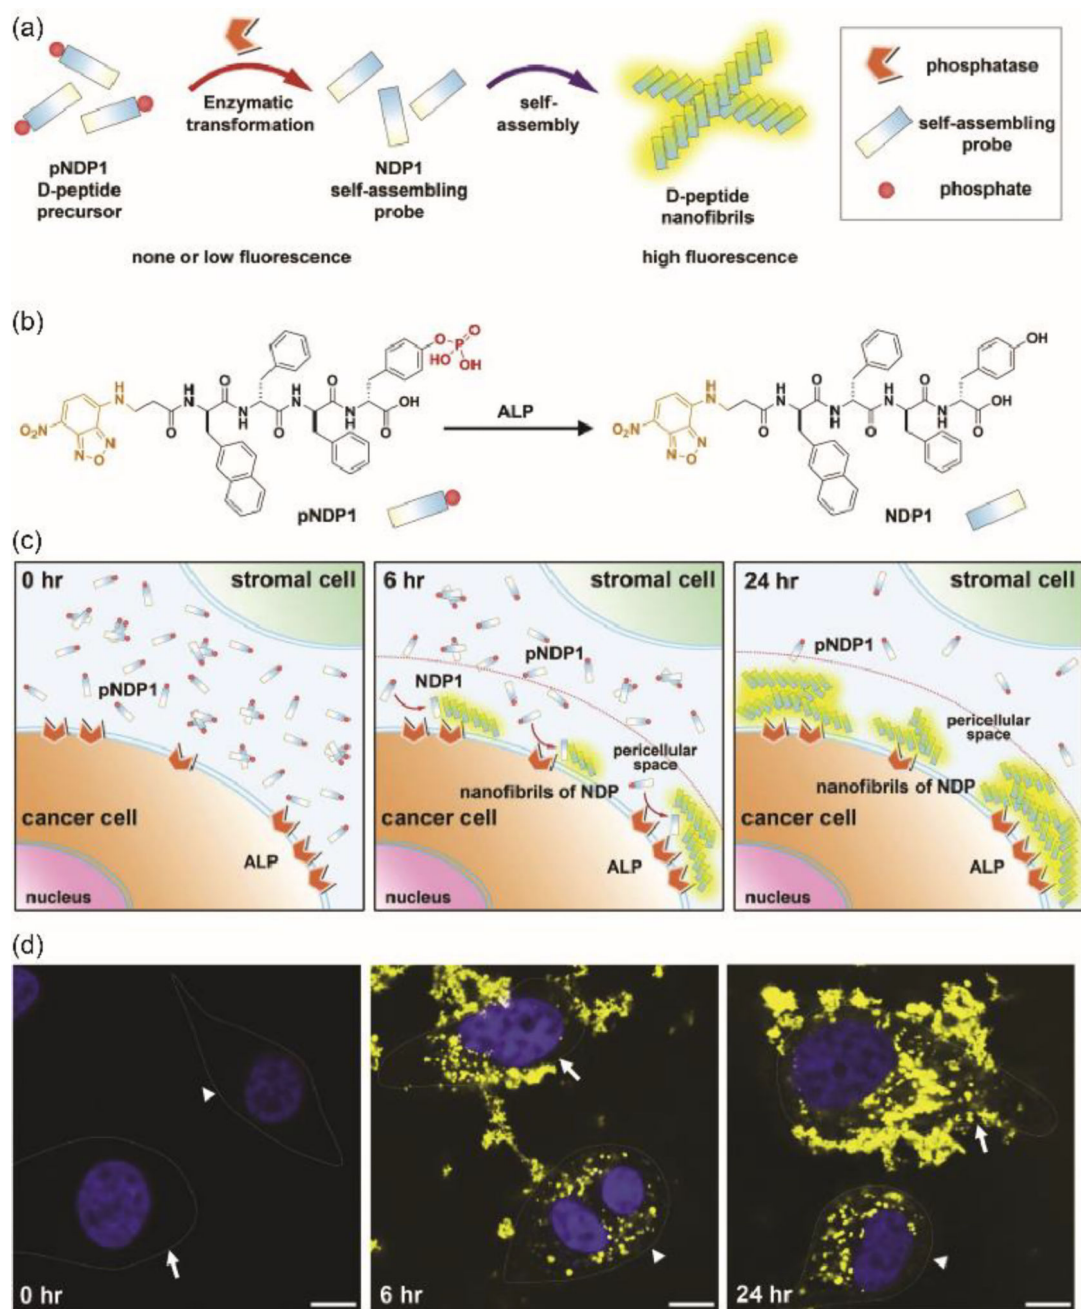 (a)
Enzymatic
transformation
self-
assembly
pNDP1
D-peptide
precursor
NDP1
self-assembling
probe
D-peptide
nanofibrils
none or low fluorescence
high fluorescence
phosphatase
self-assembling
probe
phosphate
(b)
O₂N
N
O
N
H
N
O
H
N
O
N
H
O
H
N
O
N
H
O
OH
O
P
O
HO
OH
pNDP1
ALP
O₂N
N
O
N
H
N
O
H
N
O
N
H
O
H
N
O
N
H
O
OH
OH
NDP1
(c)
0 hr
stromal cell
pNDP1
cancer cell
ALP
nucleus
6 hr
stromal cell
pNDP1
NDP1
pericellular
space
nanofibrils of NDP
cancer cell
ALP
nucleus
24 hr
stromal cell
pNDP1
pericellular
space
nanofibrils of NDP
cancer cell
ALP
nucleus
(d)
0 hr
6 hr
24 hr